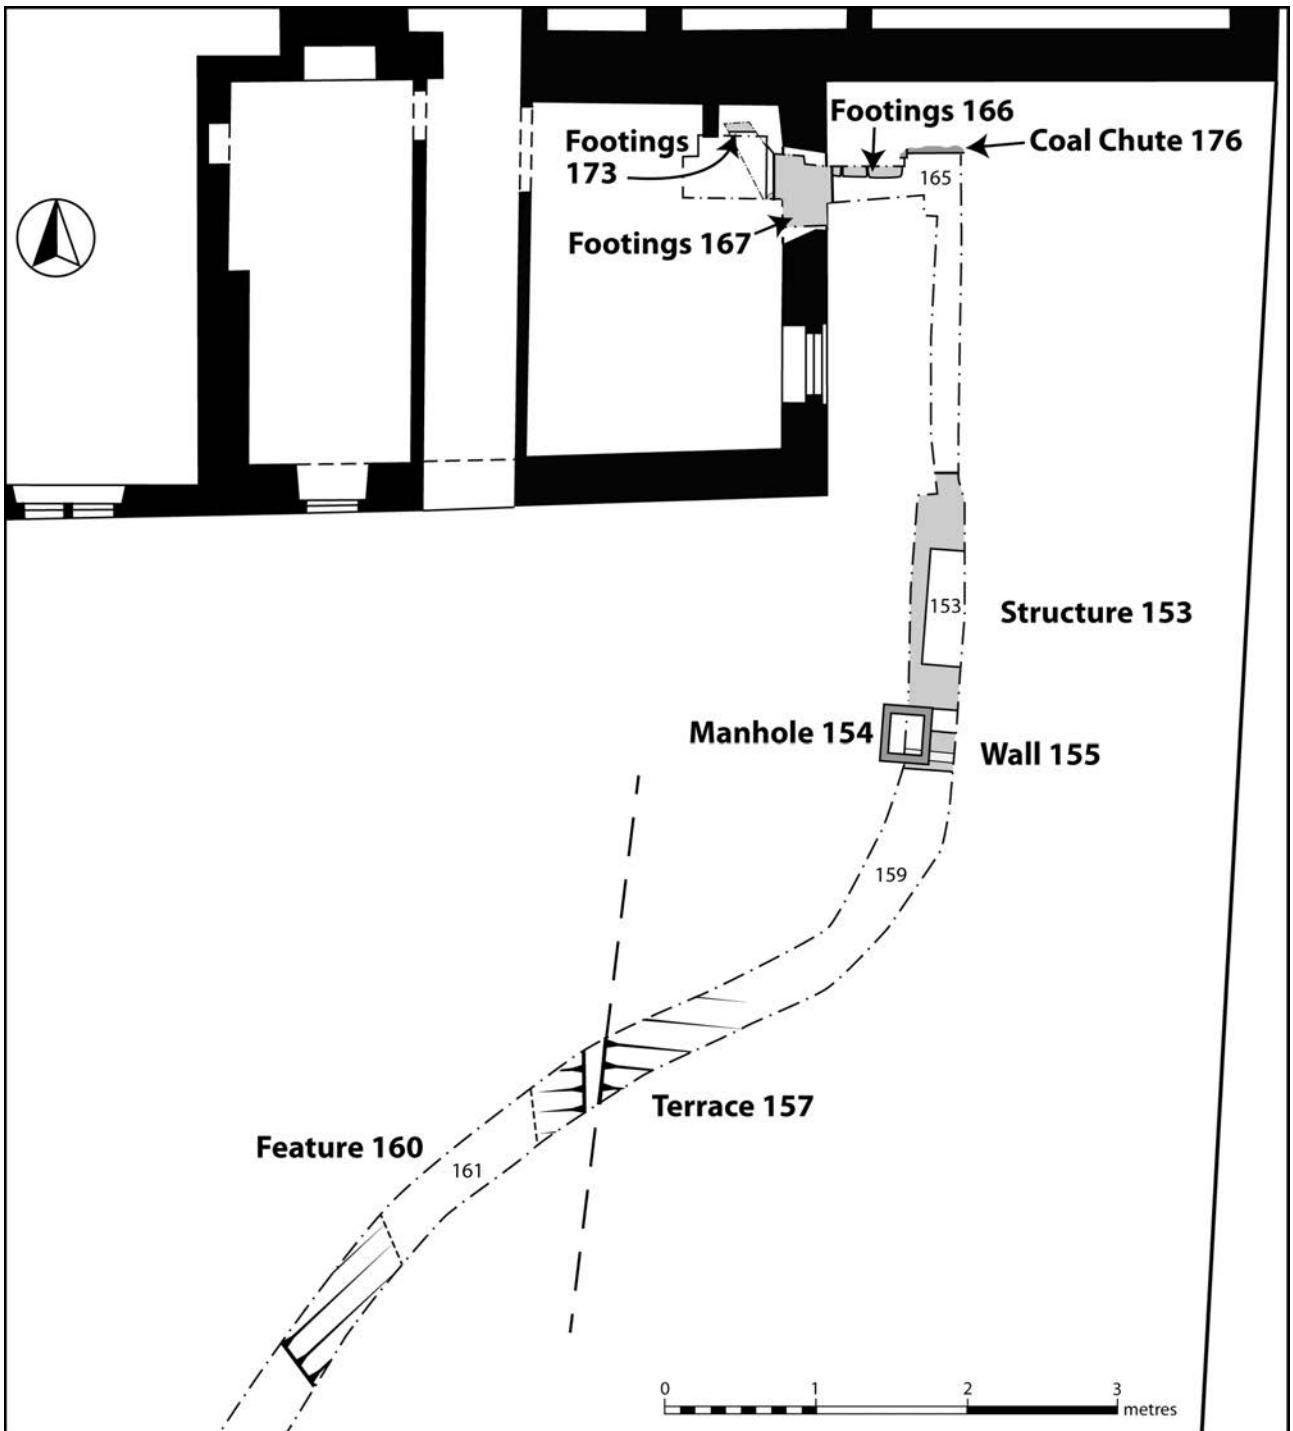 Footings 166
Footings
173
Coal Chute 176
165
Footings 167
153
Structure 153
Manhole 154
Wall 155
159
Terrace 157
Feature 160
161
0 1 2 3
metres